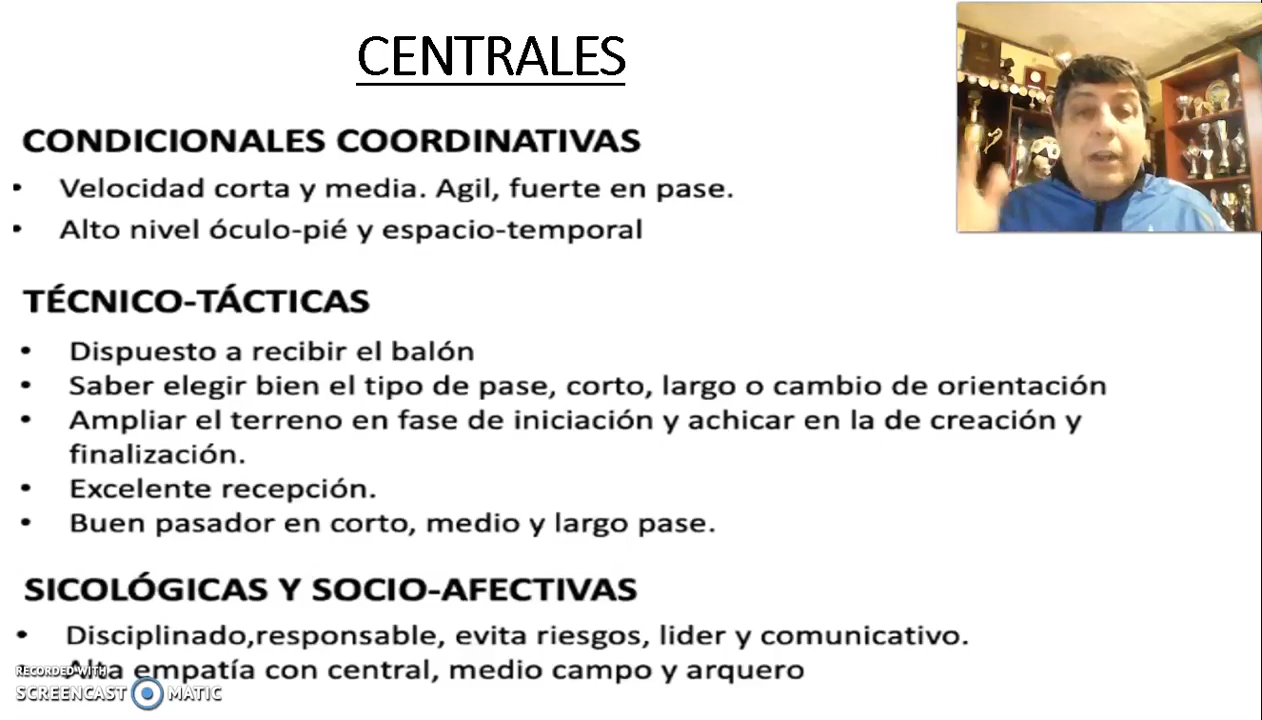 CENTRALES
CONDICIONALES COORDINATIVAS
• Velocidad corta y media. Agil, fuerte en pase.
• Alto nivel óculo-pié y espacio-temporal
TÉCNICO-TÁCTICAS
• Dispuesto a recibir el balón
• Saber elegir bien el tipo de pase, corto, largo o cambio de orientación
• Ampliar el terreno en fase de iniciación y achicar en la de creación y
finalización.
• Excelente recepción.
• Buen pasador en corto, medio y largo pase.
SICOLÓGICAS Y SOCIO-AFECTIVAS
• Disciplinado,responsable, evita riesgos, lider y comunicativo.
Alta empatía con central, medio campo y arquero
RECORDED WITH
SCREENCAST MATIC